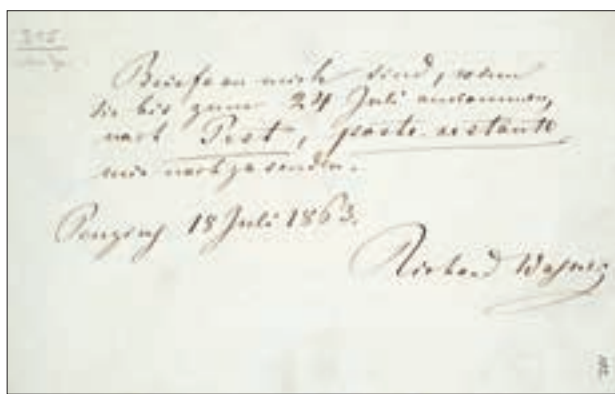 Briefe an mich sind, wenn
sie bis zum 24 Juli ankommen,
nach Pest, poste restante
mir nachzusenden.
Penzing 18 Juli 1863.
Richard Wagner